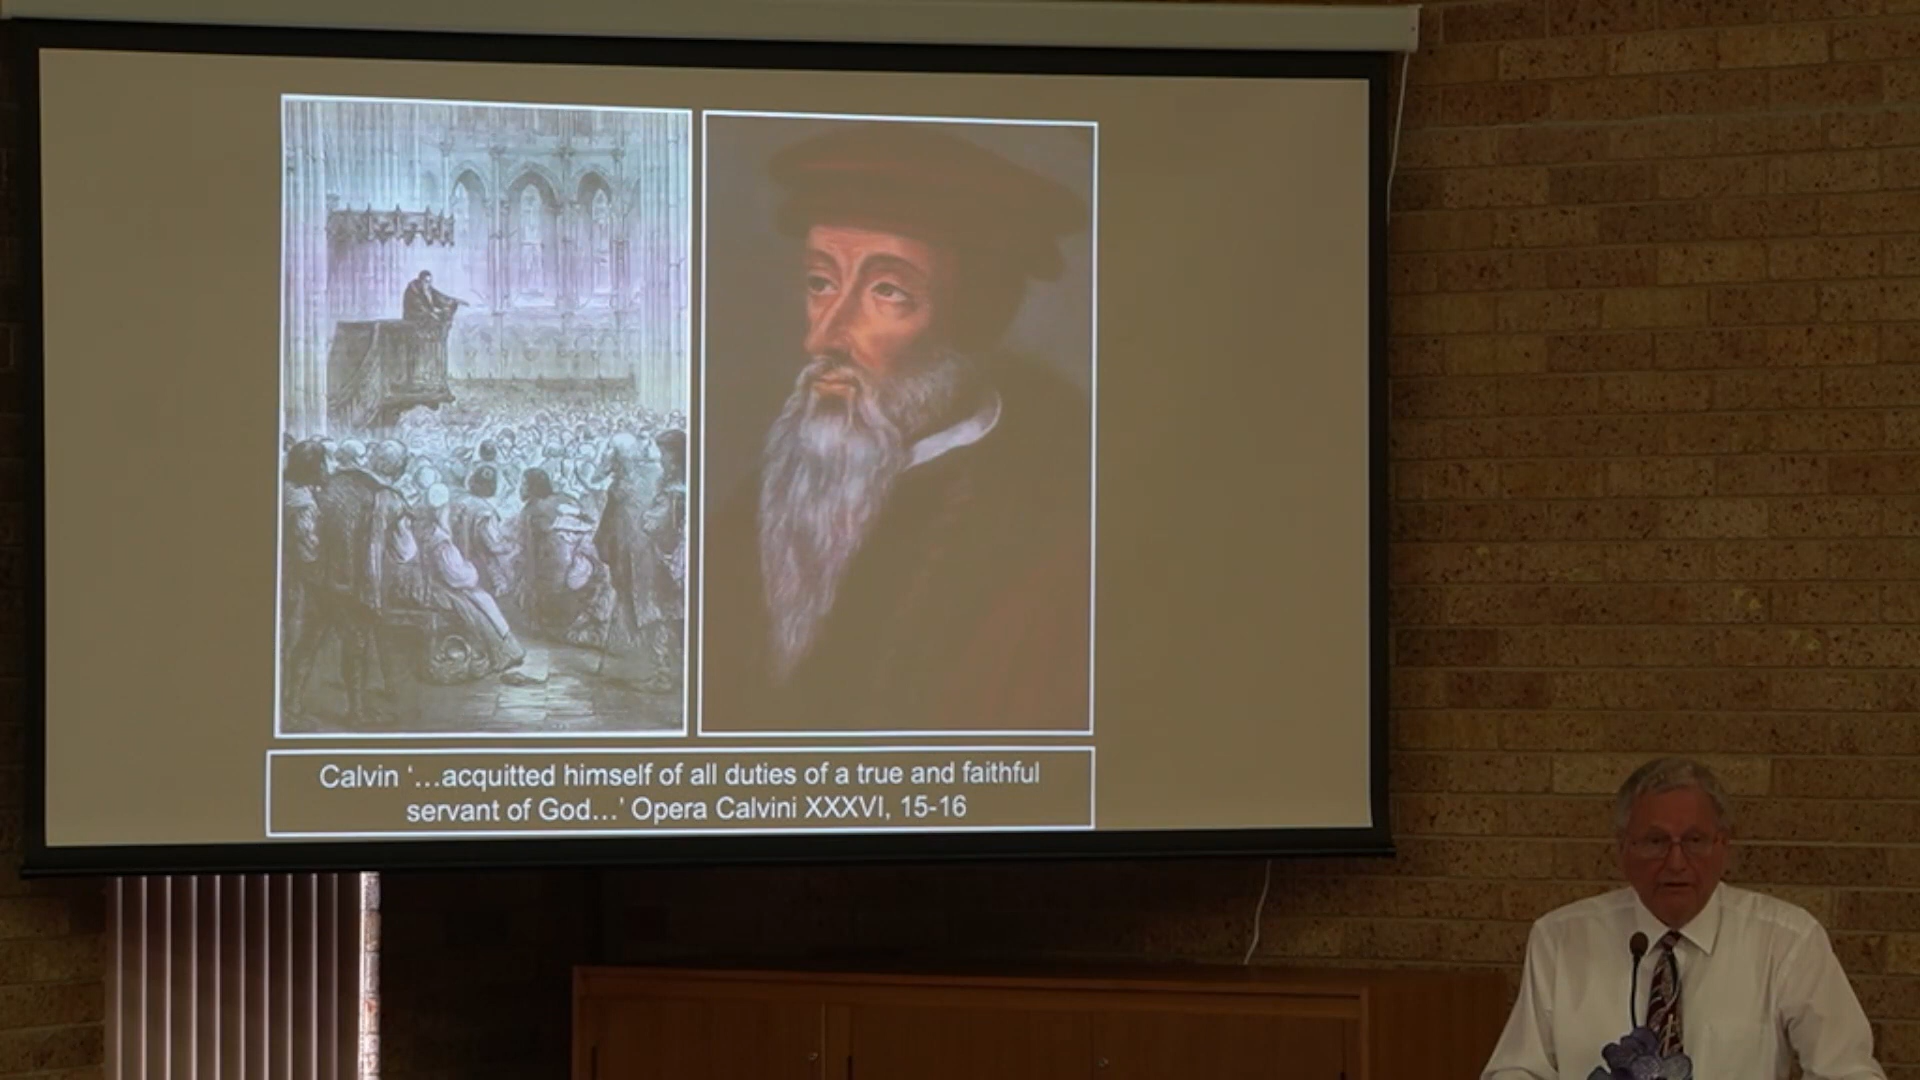 Calvin ‘...acquitted himself of all duties of a true and faithful
servant of God...’ Opera Calvini XXXVI, 15-16